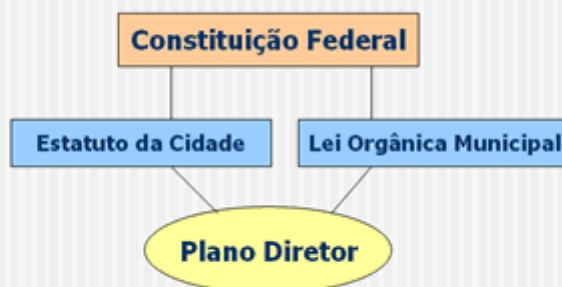 Constituição Federal
Estatuto da Cidade
Lei Orgânica Municipal
Plano Diretor